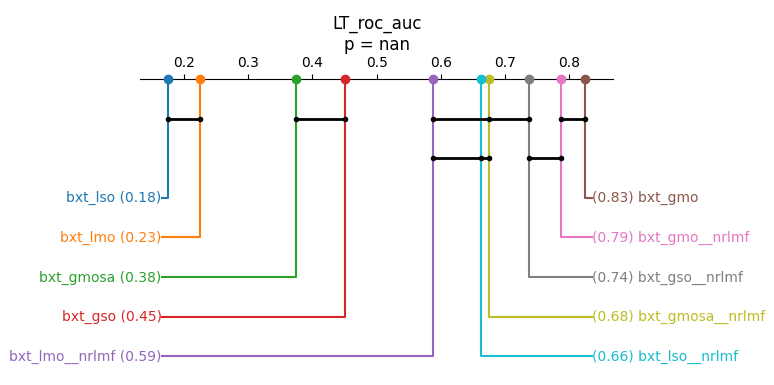 LT_roc_auc
p = nan
0.2 0.3 0.4 0.5 0.6 0.7 0.8
bxt_lso (0.18) (0.83) bxt_gmo
bxt_lmo (0.23) (0.79) bxt_gmo__nrlmf
bxt_gmosa (0.38) (0.74) bxt_gso__nrlmf
bxt_gso (0.45) (0.68) bxt_gmosa__nrlmf
bxt_lmo__nrlmf (0.59) (0.66) bxt_lso__nrlmf